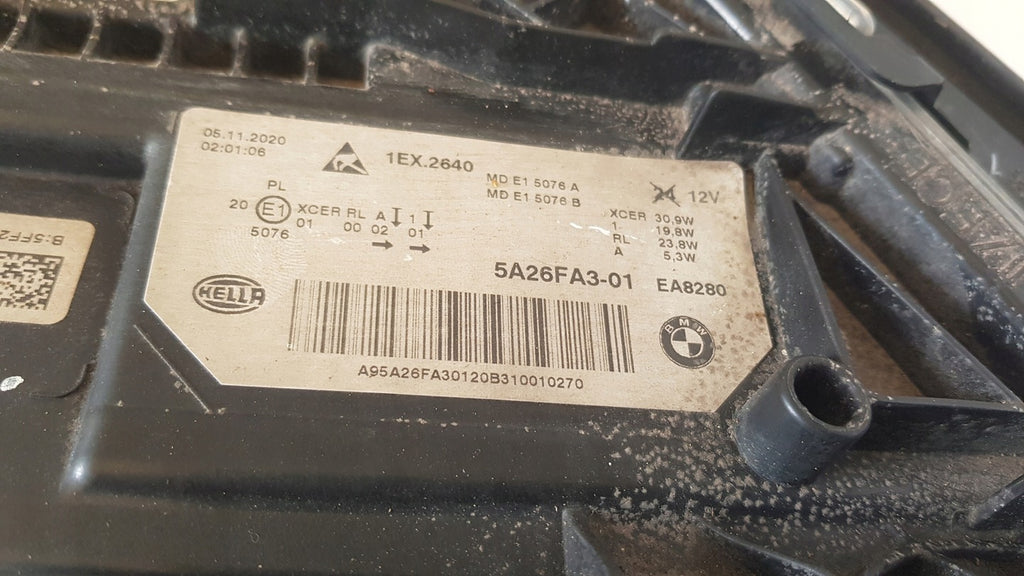 05.11.2020
02:01:06
1EX.2640
MD E1 5076 A
MD E1 5076 B
24 12V
PL
20 E1 XCER RL A 1
01 00 02 01
5076
XCER 30,9W
1 19,8W
RL 23,8W
A 5,3W
5A26FA3-01 EA8280
HELLA
BMW
A95A26FA30120B310010270